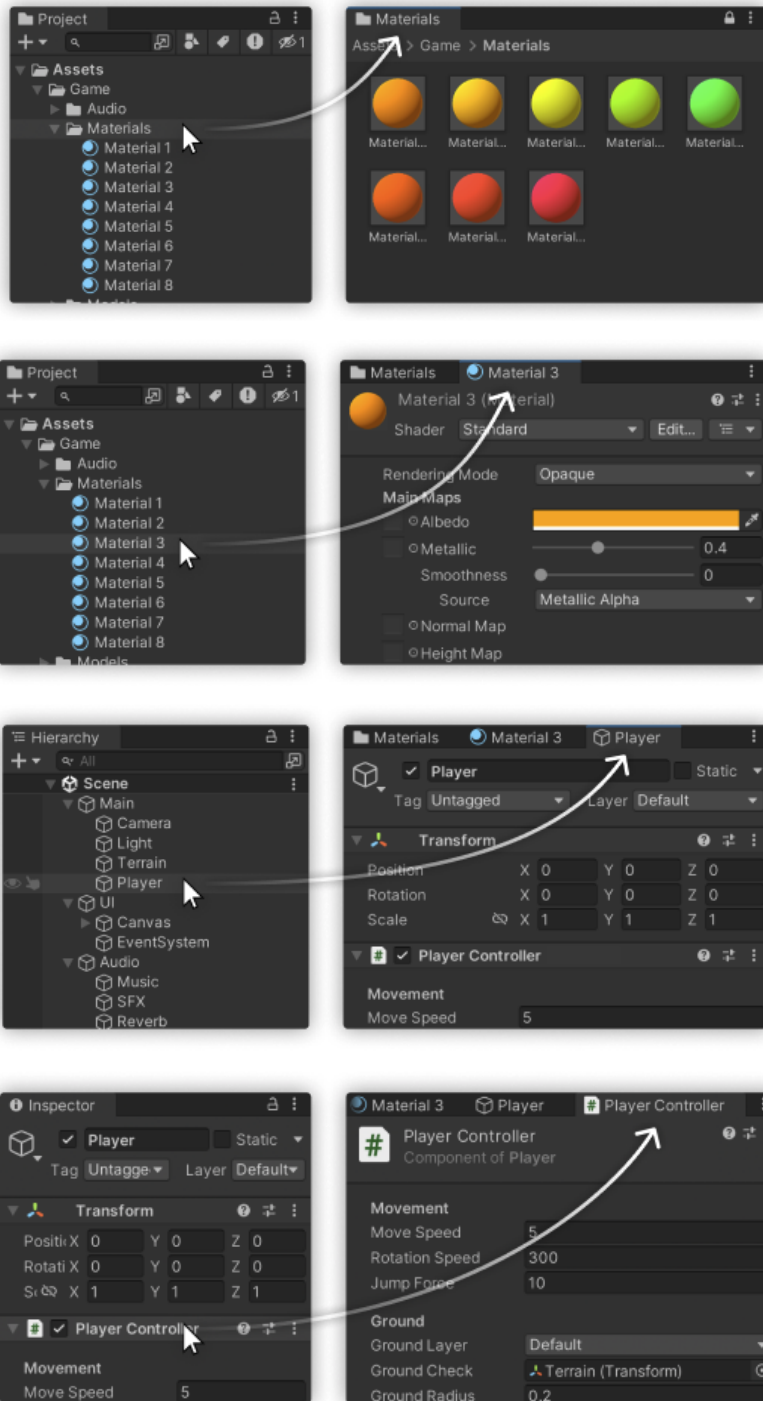 Project
1
Assets
Game
Audio
Materials
Material 1
Material 2
Material 3
Material 4
Material 5
Material 6
Material 7
Material 8
Materials
> Game > Materials
Material... Material... Material... Material... Material...
Material... Material... Material...
Project
1
Assets
Game
Audio
Materials
Material 1
Material 2
Material 3
Material 4
Material 5
Material 6
Material 7
Material 8
Models
Materials Material 3
Material 3
Shader Standard Edit...
Rendering Mode Opaque
Main Maps
Albedo
Metallic 0.4
Smoothness 0
Source Metallic Alpha
Normal Map
Height Map
Hierarchy
All
Scene
Main
Camera
Light
Terrain
Player
UI
Canvas
EventSystem
Audio
Music
SFX
Reverb
Materials Material 3 Player
Player Static
Tag Untagged Layer Default
Transform
Position X 0 Y 0 Z 0
Rotation X 0 Y 0 Z 0
Scale X 1 Y 1 Z 1
# Player Controller
Movement
Move Speed 5
Inspector
Player Static
Tag Untagge Layer Default
Transform
Positi X 0 Y 0 Z 0
Rotati X 0 Y 0 Z 0
X 1 Y 1 Z 1
# Player Controller
Movement
Move Speed 5
Material 3 Player # Player Controller
# Player Controller
Component of Player
Movement
Move Speed 5
Rotation Speed 300
Jump Force 10
Ground
Ground Layer Default
Ground Check Terrain (Transform)
Ground Radius 0.2